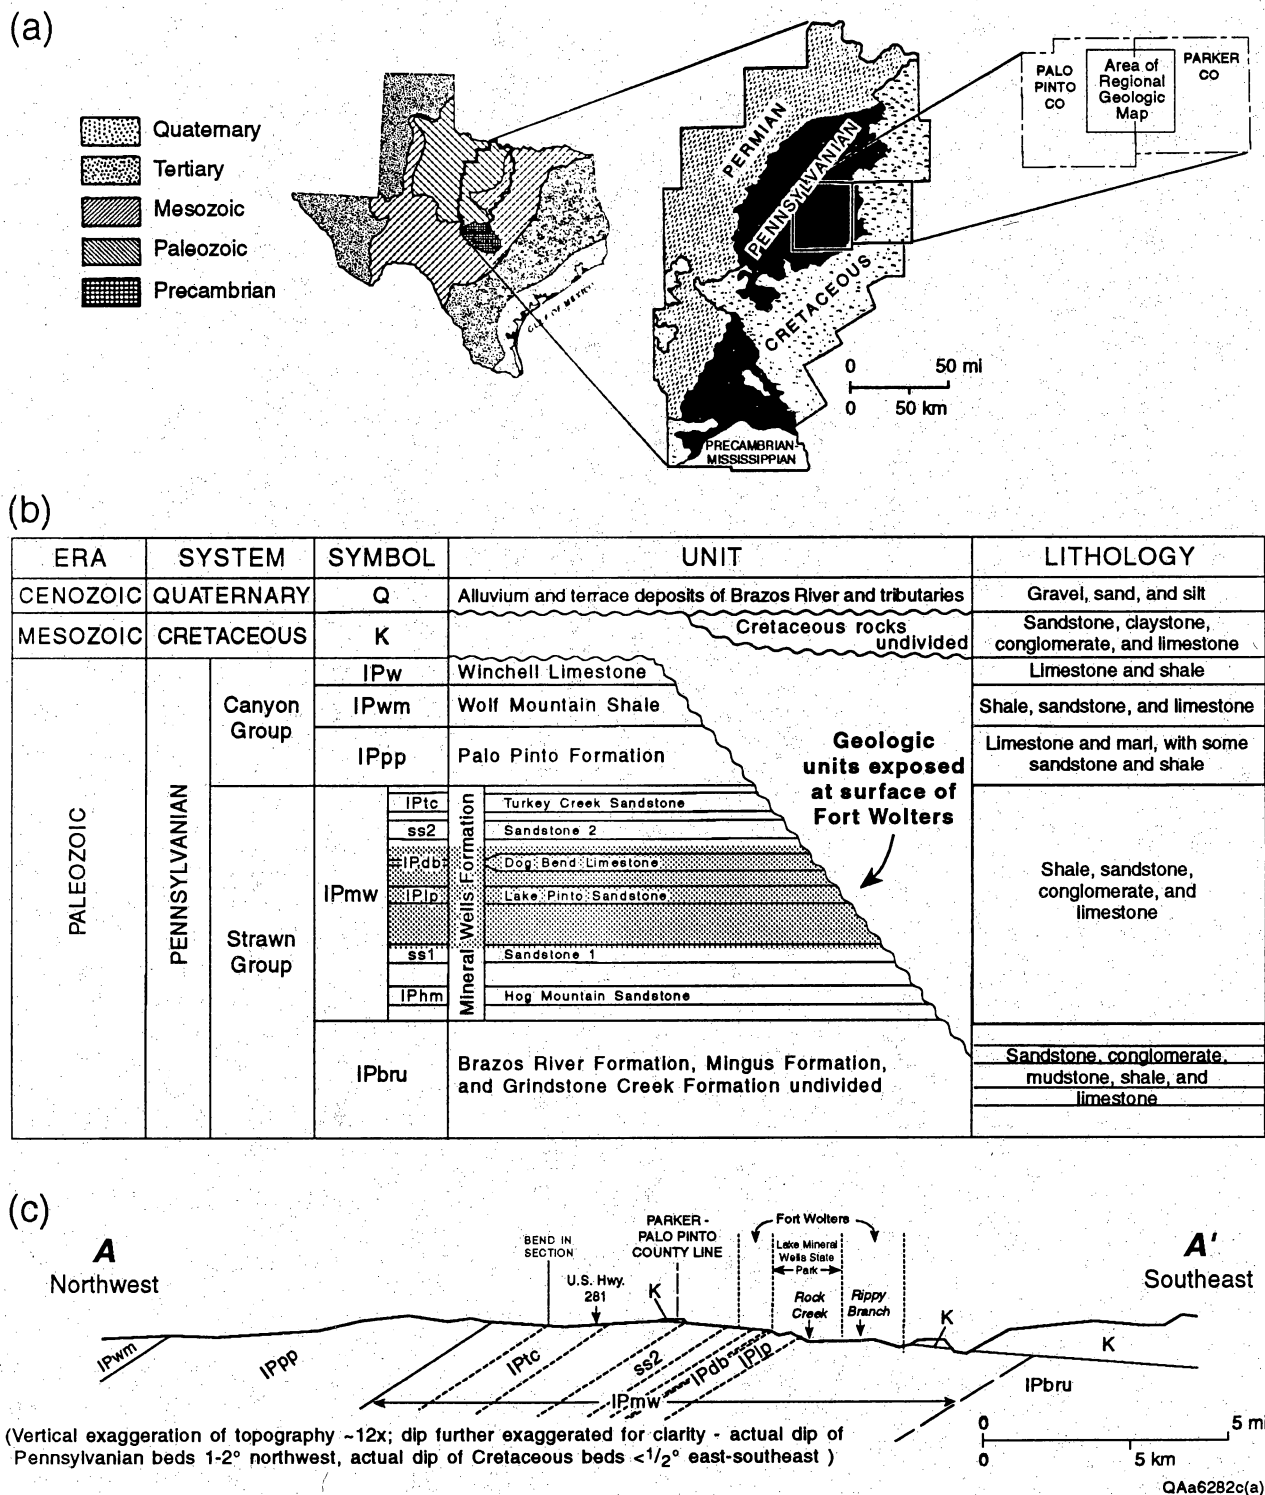 (a)
Quaternary
Tertiary
Mesozoic
Paleozoic
Precambrian
GULF OF MEXICO
PERMIAN
PENNSYLVANIAN
CRETACEOUS
PRECAMBRIAN-
MISSISSIPPIAN
0 50 mi
0 50 km
PALO
PINTO
CO
Area of
Regional
Geologic
Map
PARKER
CO
(b)
ERA SYSTEM SYMBOL UNIT LITHOLOGY
CENOZOIC QUATERNARY Q Alluvium and terrace deposits of Brazos River and tributaries Gravel, sand, and silt
MESOZOIC CRETACEOUS K Cretaceous rocks
undivided
Sandstone, claystone,
conglomerate, and limestone
PALEOZOIC
PENNSYLVANIAN
Canyon
Group
IPw Winchell Limestone Limestone and shale
IPwm Wolf Mountain Shale Shale, sandstone, and limestone
IPpp Palo Pinto Formation Limestone and marl, with some
sandstone and shale
Geologic
units exposed
at surface of
Fort Wolters
Strawn
Group
IPmw
Mineral Wells Formation
IPtc Turkey Creek Sandstone
ss2 Sandstone 2
IPdb Dog Bend Limestone
IPlp Lake Pinto Sandstone
ss1 Sandstone 1
IPhm Hog Mountain Sandstone
Shale, sandstone,
conglomerate, and
limestone
IPbru Brazos River Formation, Mingus Formation,
and Grindstone Creek Formation undivided
Sandstone, conglomerate,
mudstone, shale, and
limestone
(c)
A
Northwest
BEND IN
SECTION
U.S. Hwy.
281
PARKER -
PALO PINTO
COUNTY LINE
K
Fort Wolters
Lake Mineral
Wells State
Park
Rock
Creek
Rippy
Branch
A'
Southeast
K
K
IPwm
IPpp
IPtc
ss2
IPdb
IPlp
IPmw
IPbru
(Vertical exaggeration of topography ~12x; dip further exaggerated for clarity - actual dip of
Pennsylvanian beds 1-2° northwest, actual dip of Cretaceous beds <1/2° east-southeast )
0 5 mi
0 5 km
QAa6282c(a)